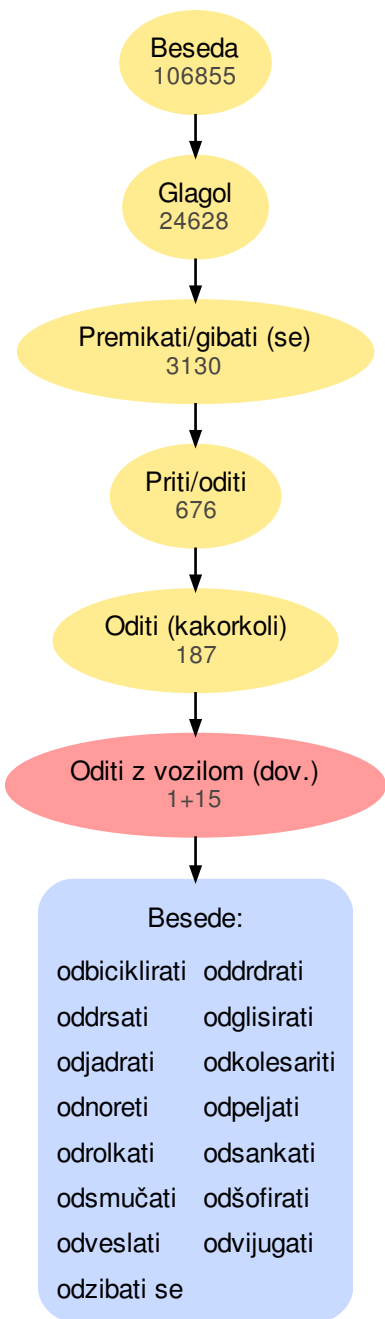 Beseda
106855
Glagol
24628
Premikati/gibati (se)
3130
Priti/oditi
676
Oditi (kakorkoli)
187
Oditi z vozilom (dov.)
1+15
Besede:
odbiciklirati oddrdrati
oddrsati odglisirati
odjadrati odkolesariti
odnoreti odpeljati
odrolkati odsankati
odsmučati odšofirati
odveslati odvijugati
odzibati se